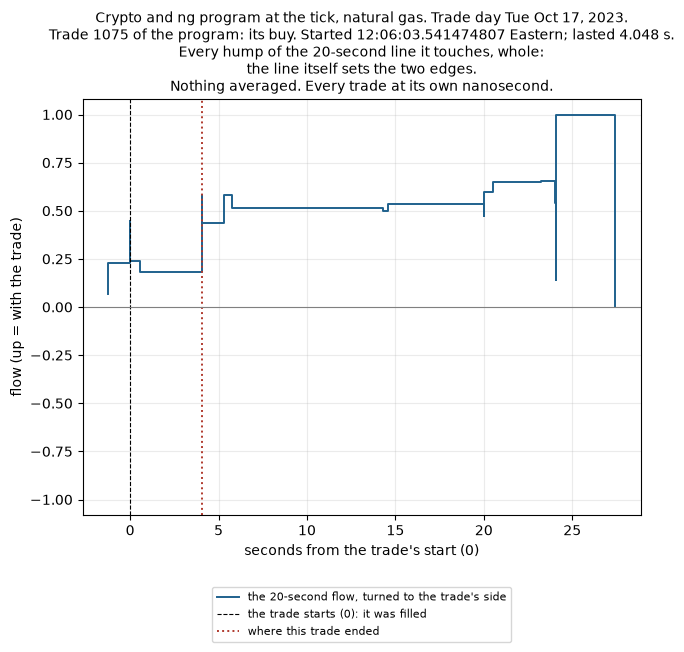 Crypto and ng program at the tick, natural gas. Trade day Tue Oct 17, 2023.
Trade 1075 of the program: its buy. Started 12:06:03.541474807 Eastern; lasted 4.048 s.
Every hump of the 20-second line it touches, whole:
the line itself sets the two edges.
Nothing averaged. Every trade at its own nanosecond.
1.00
0.75
0.50
0.25
0.00
−0.25
−0.50
−0.75
−1.00
flow (up = with the trade)
0 5 10 15 20 25
seconds from the trade's start (0)
the 20-second flow, turned to the trade's side
the trade starts (0): it was filled
where this trade ended